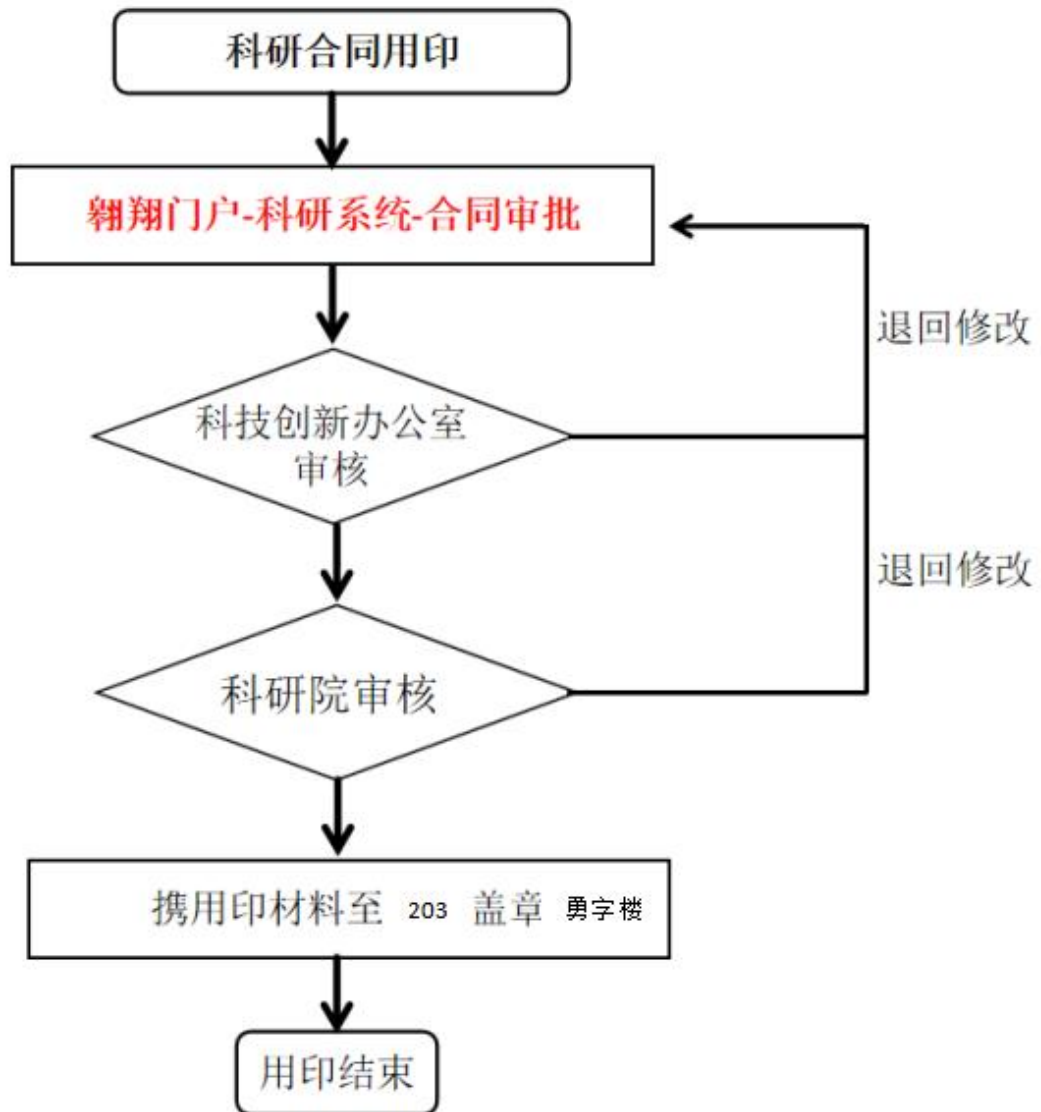 科研合同用印
翱翔门户-科研系统-合同审批
退回修改
科技创新办公室
审核
退回修改
科研院审核
携用印材料至 203 盖章 勇字楼
用印结束